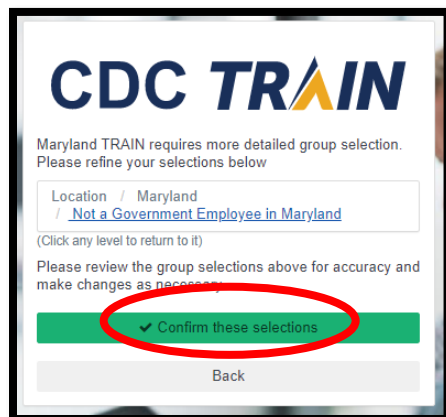 CDC TRAIN
Maryland TRAIN requires more detailed group selection.
Please refine your selections below
Location / Maryland
/ Not a Government Employee in Maryland
(Click any level to return to it)
Please review the group selections above for accuracy and
make changes as necessary
✔ Confirm these selections
Back